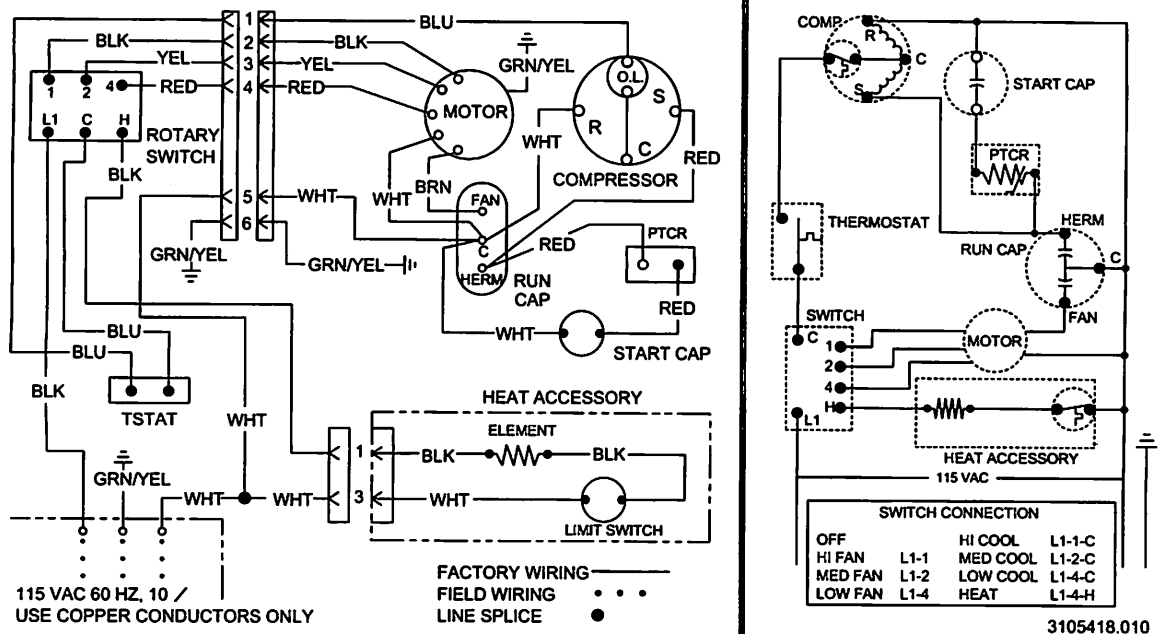 1 BLU
BLK 2 BLK
YEL 3 YEL GRN/YEL
RED 4 RED
1 2 4
L1 C H
ROTARY
SWITCH
BLK
MOTOR
O.L.
R S C
COMPRESSOR
WHT
RED
BRN
WHT
5 WHT
6
GRN/YEL
GRN/YEL
FAN
C
HERM
RUN
CAP
RED
PTCR
RED
WHT
START CAP
BLU
BLU
BLK
TSTAT
WHT
GRN/YEL
WHT WHT
HEAT ACCESSORY
ELEMENT
1 BLK BLK
3 WHT
LIMIT SWITCH
115 VAC 60 HZ, 10 /
USE COPPER CONDUCTORS ONLY
FACTORY WIRING
FIELD WIRING
LINE SPLICE
COMP.
R
C
S
START CAP
PTCR
THERMOSTAT
HERM
RUN CAP
C
FAN
SWITCH
C
1
2
4
H
L1
MOTOR
HEAT ACCESSORY
115 VAC
SWITCH CONNECTION
OFF HI COOL L1-1-C
HI FAN L1-1 MED COOL L1-2-C
MED FAN L1-2 LOW COOL L1-4-C
LOW FAN L1-4 HEAT L1-4-H
3105418.010